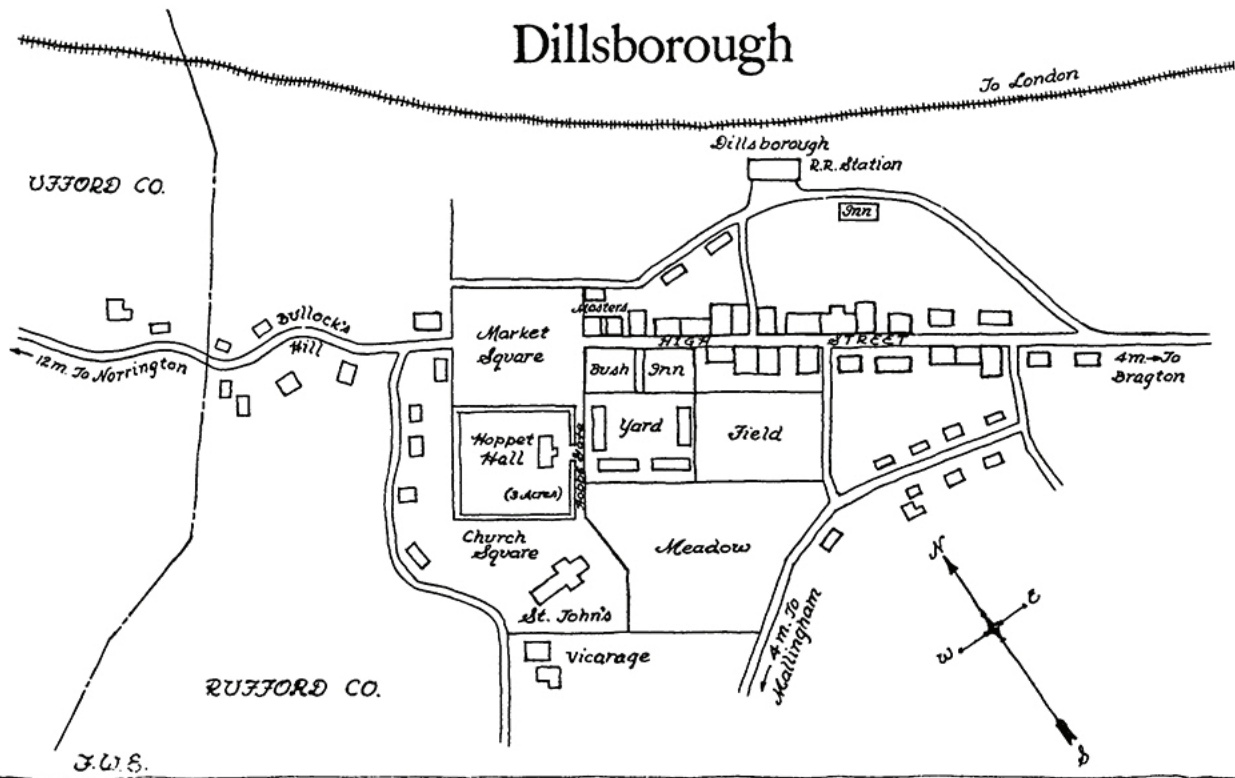 Dillsborough
To London
Dillsborough
R.R. Station
UFFORD CO.
Inn
Bullock's
Hill
Masters
Market
Square
HIGH STREET
12 m. To Norrington
Bush Inn
4 m. To
Bragton
Hoppet
Hall
(3 Acres)
Yard
Field
Church
Square
Meadow
St. John's
Vicarage
4 m. To
Mallingham
N
E
W
S
RUFFORD CO.
F.W.S.